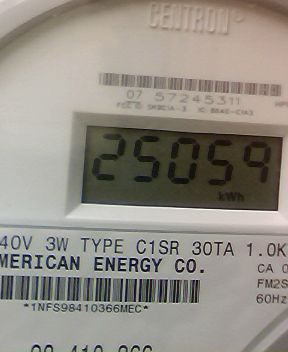 CENTRON®
07 57245311
25059
kWh
40V 3W TYPE C1SR 30TA 1.0K
MERICAN ENERGY CO.
CA 0
FM2S
60Hz
*1NFS98410366MEC*